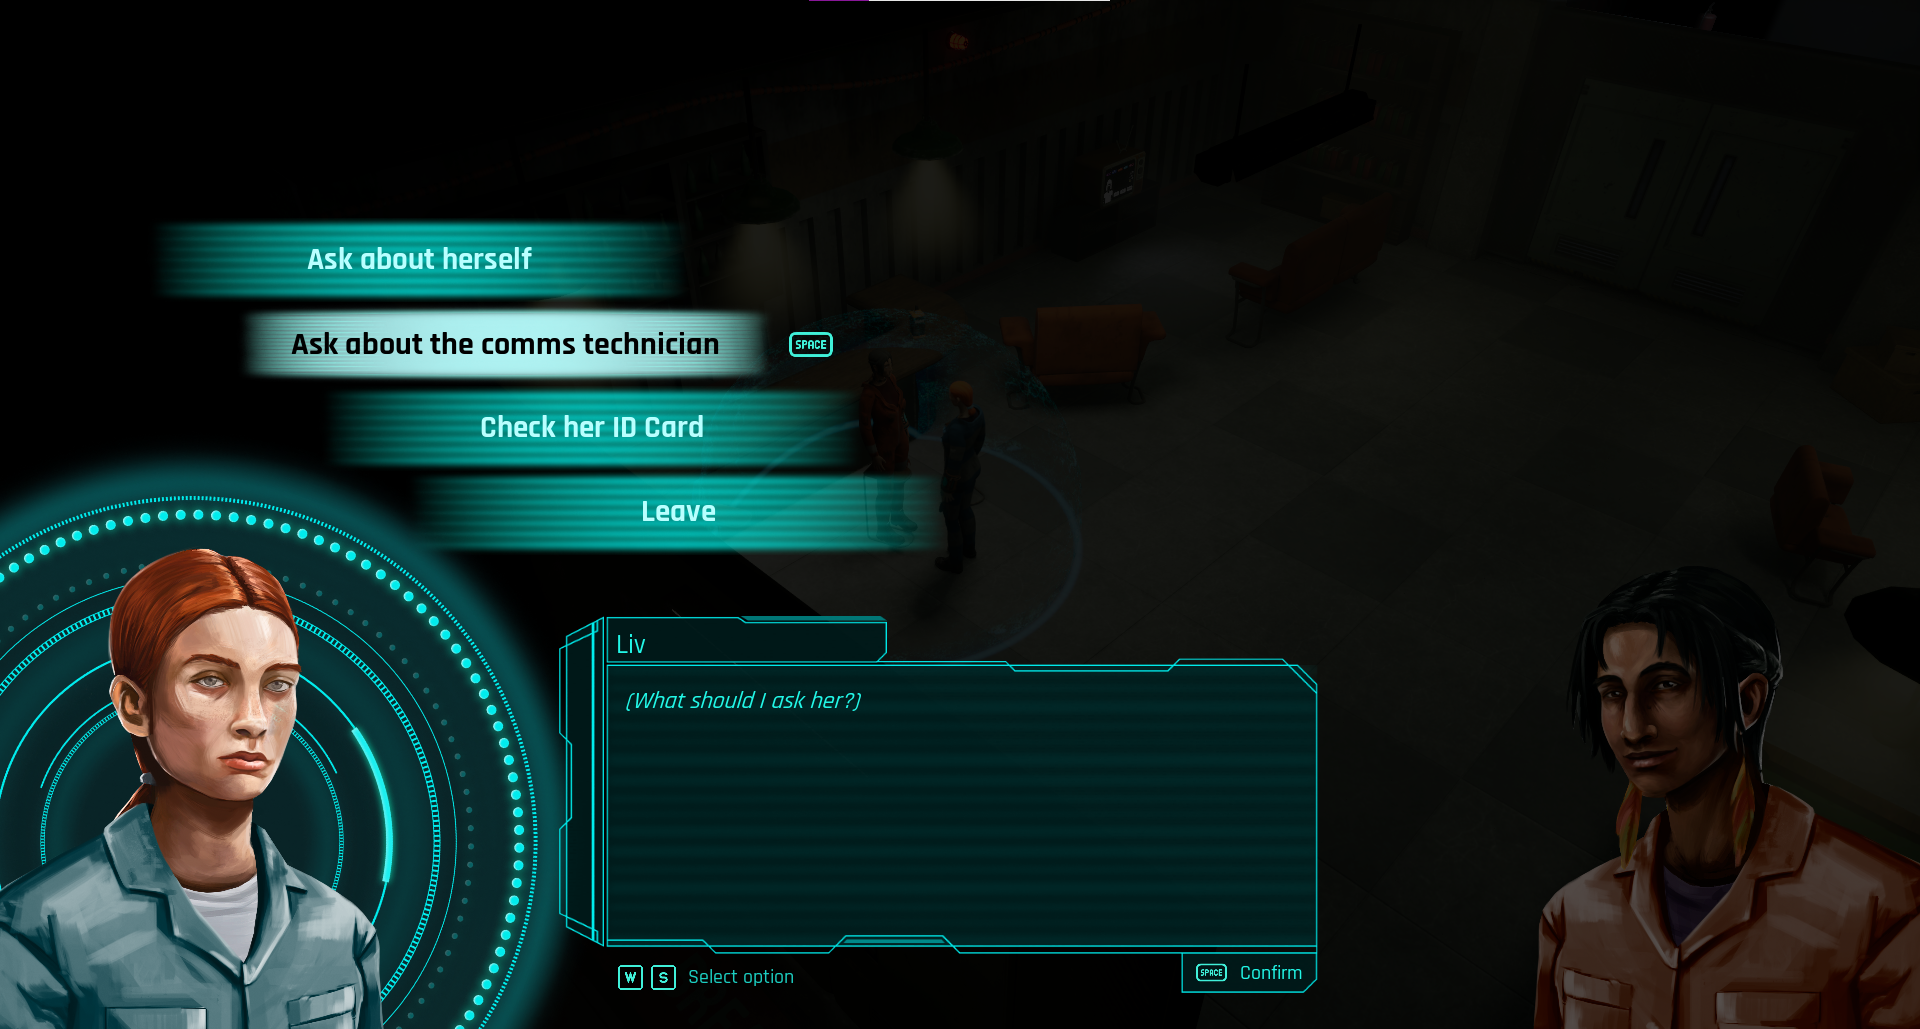 Ask about herself
Ask about the comms technician
SPACE
Check her ID Card
Leave
Liv
(What should I ask her?)
W S Select option
SPACE Confirm